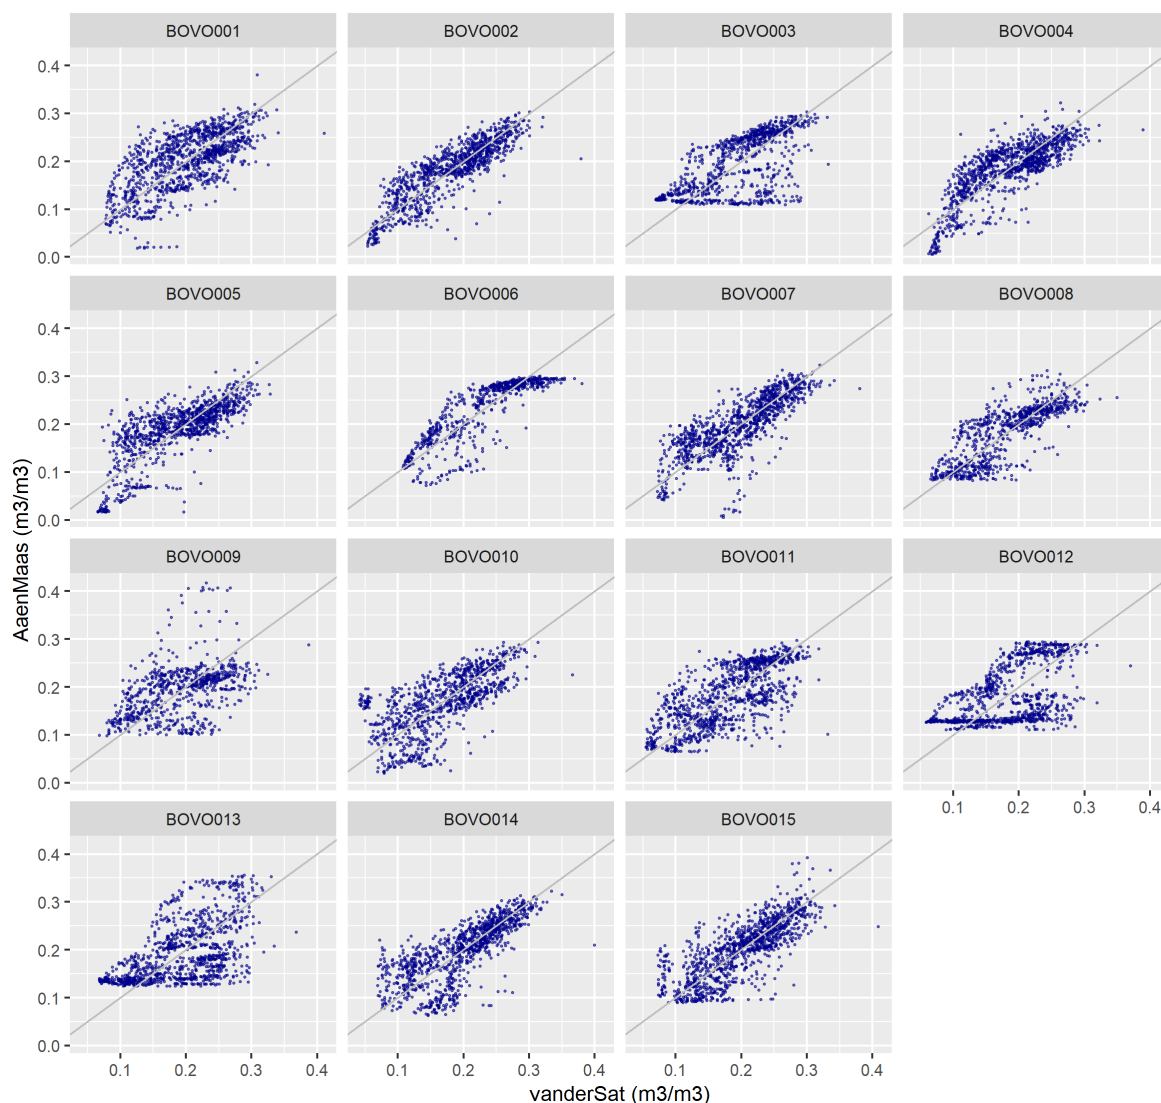 BOVO001 BOVO002 BOVO003 BOVO004
0.4
0.3
0.2
0.1
0.0
BOVO005 BOVO006 BOVO007 BOVO008
0.4
0.3
0.2
0.1
0.0
AaenMaas (m3/m3)
BOVO009 BOVO010 BOVO011 BOVO012
0.4
0.3
0.2
0.1
0.0
0.1 0.2 0.3 0.4
BOVO013 BOVO014 BOVO015
0.4
0.3
0.2
0.1
0.0
0.1 0.2 0.3 0.4 0.1 0.2 0.3 0.4 0.1 0.2 0.3 0.4
vanderSat (m3/m3)